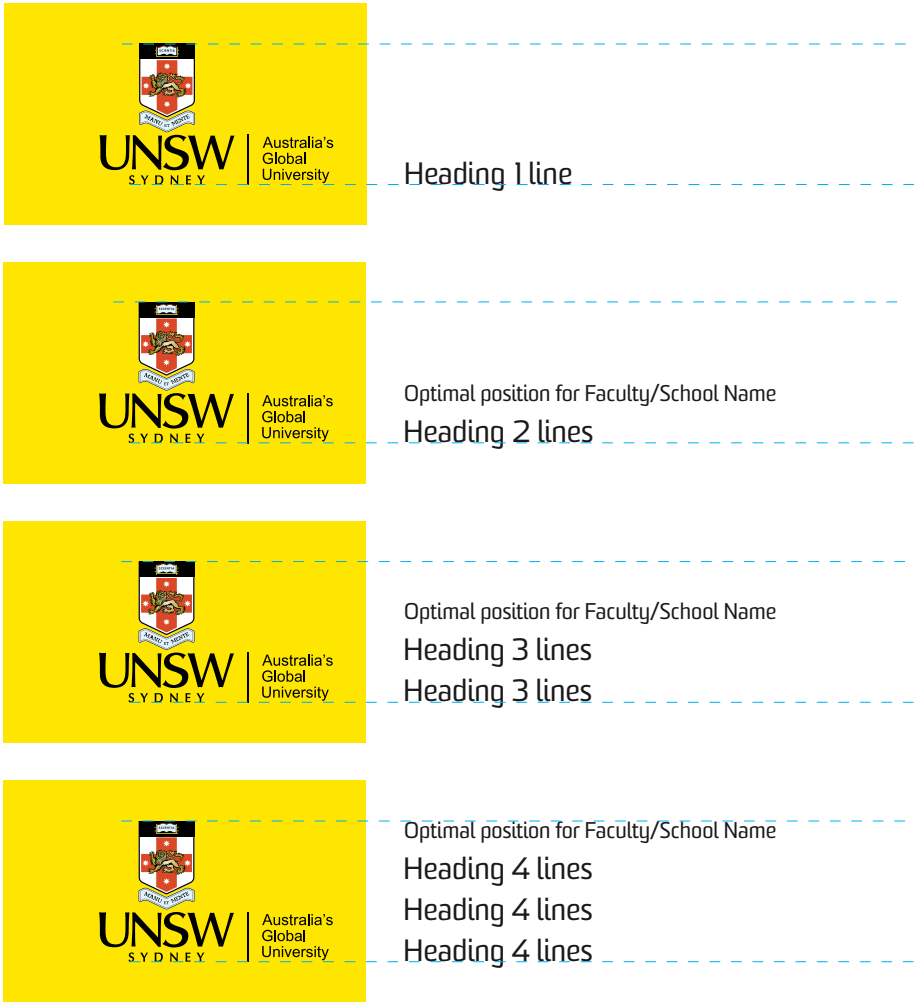 SCIENTIA
MANU ET MENTE
UNSW
SYDNEY
Australia's
Global
University
Heading 1 line
SCIENTIA
MANU ET MENTE
UNSW
SYDNEY
Australia's
Global
University
Optimal position for Faculty/School Name
Heading 2 lines
SCIENTIA
MANU ET MENTE
UNSW
SYDNEY
Australia's
Global
University
Optimal position for Faculty/School Name
Heading 3 lines
Heading 3 lines
SCIENTIA
MANU ET MENTE
UNSW
SYDNEY
Australia's
Global
University
Optimal position for Faculty/School Name
Heading 4 lines
Heading 4 lines
Heading 4 lines